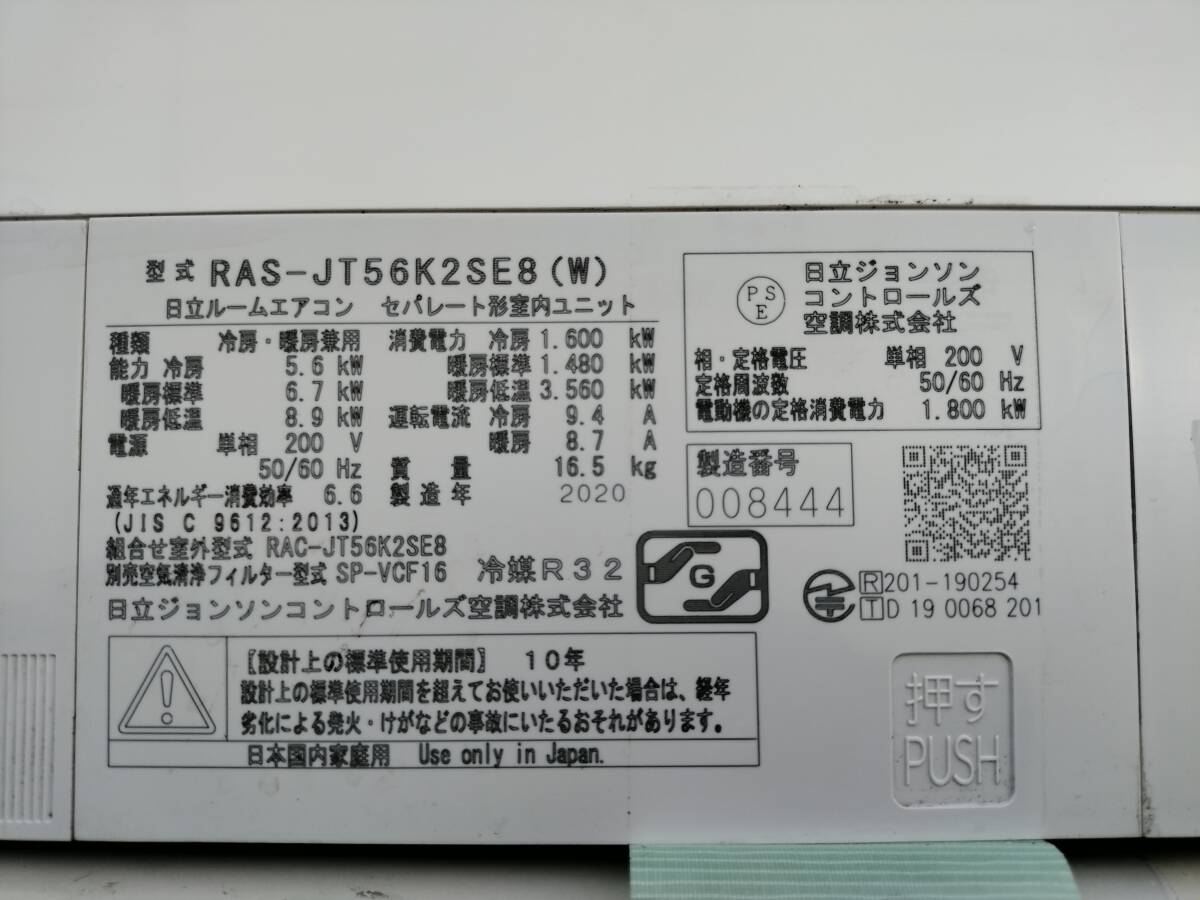 型式 RAS-JT56K2SE8(W)
日立ルームエアコン セパレート形室内ユニット
種類 冷房・暖房兼用
能力 冷房 5.6 kW
暖房標準 6.7 kW
暖房低温 8.9 kW
電源 単相 200 V
50/60 Hz
通年エネルギー消費効率 6.6
(JIS C 9612:2013)
消費電力 冷房 1.600 kW
暖房標準 1.480 kW
暖房低温 3.560 kW
運転電流 冷房 9.4 A
暖房 8.7 A
質量 16.5 kg
製造年 2020
組合せ室外型式 RAC-JT56K2SE8
別売空気清浄フィルター型式 SP-VCF16
冷媒R32
日立ジョンソンコントロールズ空調株式会社
G
[設計上の標準使用期間] 10年
設計上の標準使用期間を超えてお使いいただいた場合は、経年
劣化による発火・けがなどの事故にいたるおそれがあります。
日本国内家庭用 Use only in Japan.
PSE
日立ジョンソン
コントロールズ
空調株式会社
相・定格電圧 単相 200 V
定格周波数 50/60 Hz
電動機の定格消費電力 1.800 kW
製造番号
008444
R 201-190254
T D 19 0068 201
押す
PUSH